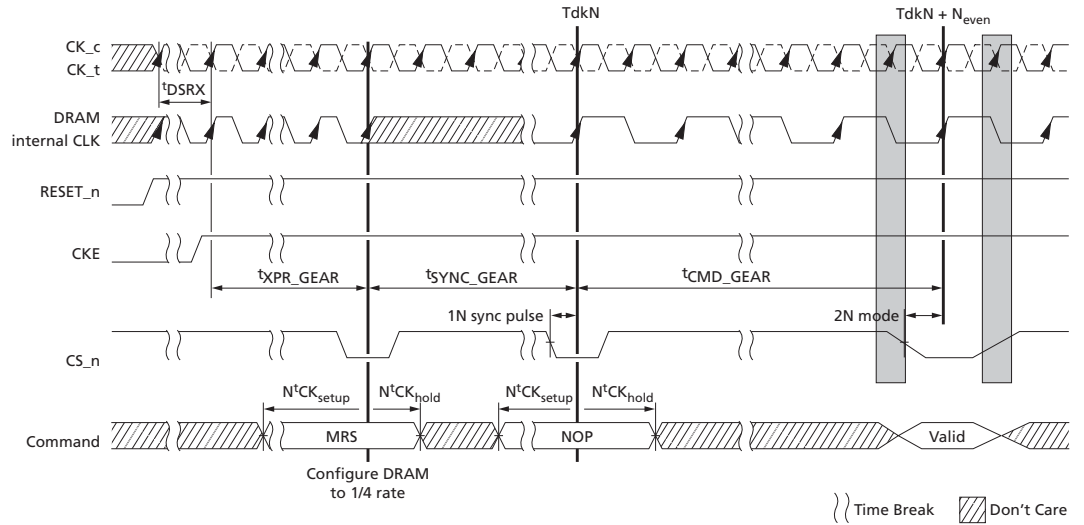 TdkN
TdkN + Neven
CK_c
CK_t
tDSRX
DRAM
internal CLK
RESET_n
CKE
tXPR_GEAR
tSYNC_GEAR
tCMD_GEAR
1N sync pulse
2N mode
CS_n
NtCKsetup
NtCKhold
NtCKsetup
NtCKhold
Command
MRS
NOP
Valid
Configure DRAM
to 1/4 rate
Time Break
Don't Care